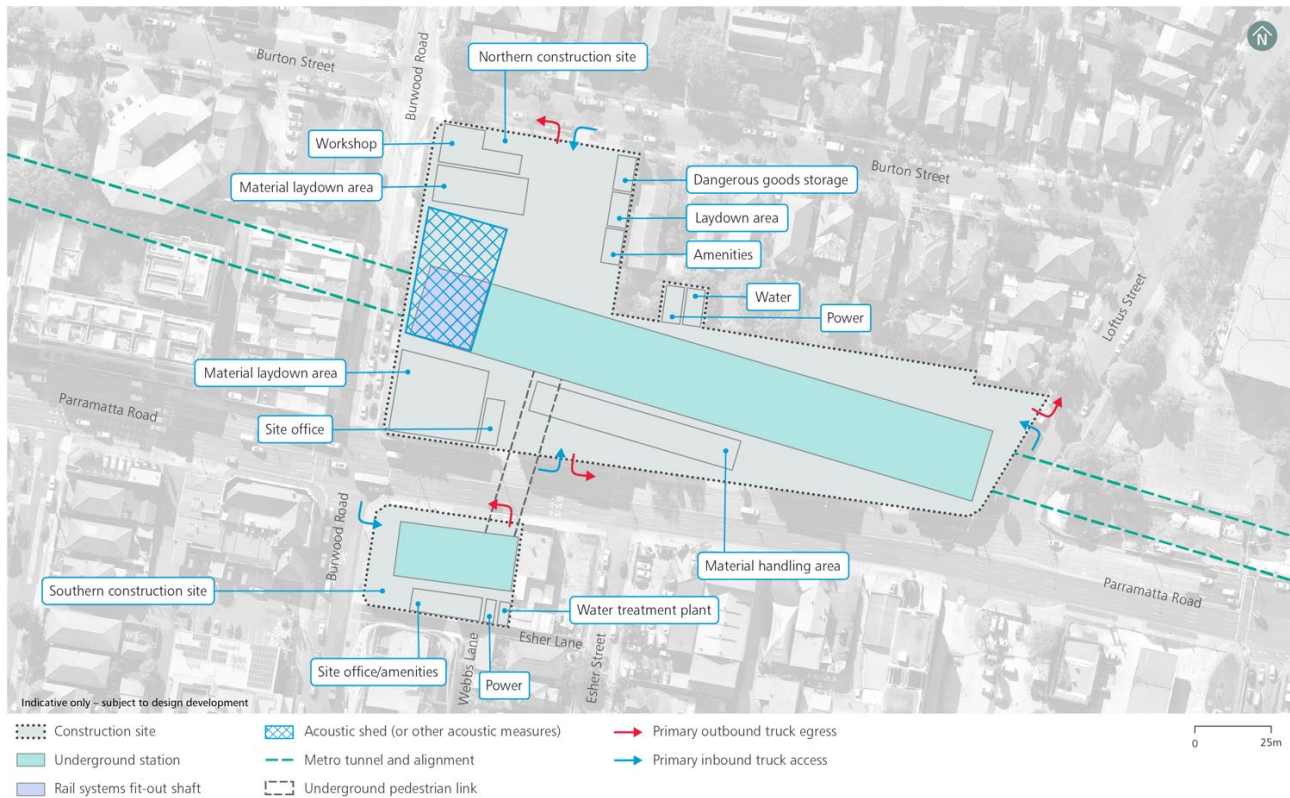 N
Burton Street
Burwood Road
Northern construction site
Workshop
Material laydown area
Dangerous goods storage
Burton Street
Laydown area
Amenities
Water
Power
Loftus Street
Material laydown area
Parramatta Road
Site office
Burwood Road
Material handling area
Parramatta Road
Southern construction site
Water treatment plant
Esher Lane
Esher Street
Webbs Lane
Site office/amenities
Power
Indicative only – subject to design development
Construction site
Underground station
Rail systems fit-out shaft
Acoustic shed (or other acoustic measures)
Metro tunnel and alignment
Underground pedestrian link
Primary outbound truck egress
Primary inbound truck access
0 25m